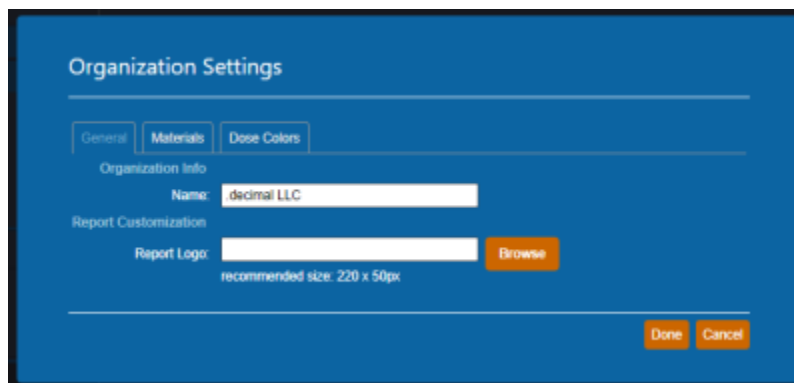 Organization Settings
General Materials Dose Colors
Organization Info
Name: .decimal LLC
Report Customization
Report Logo: Browse
recommended size: 220 x 50px
Done Cancel